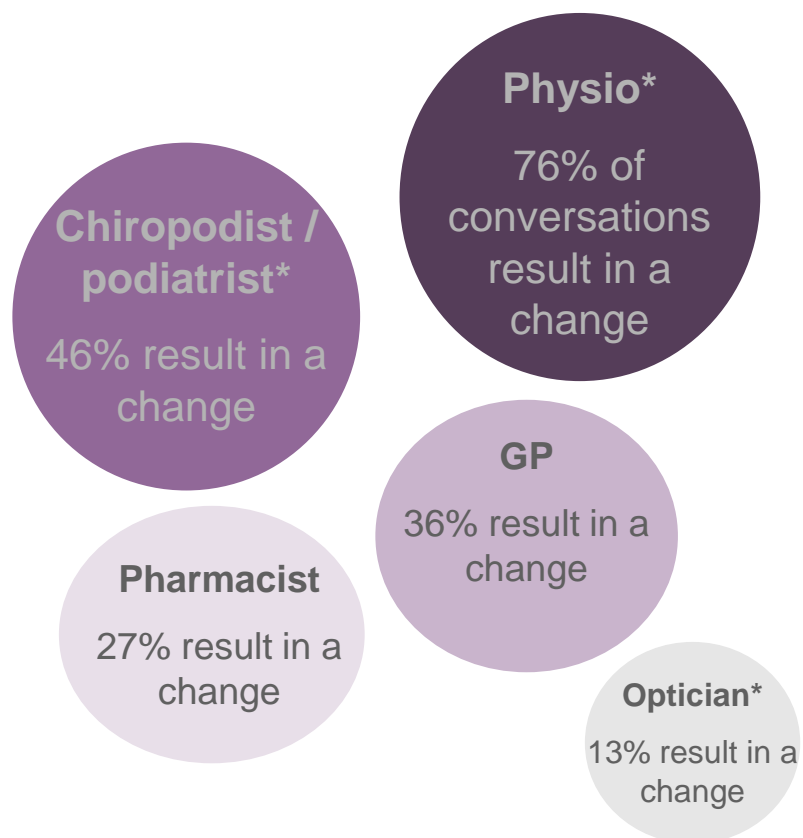 Physio*
76% of
conversations
result in a
change
Chiropodist /
podiatrist*
46% result in a
change
GP
36% result in a
change
Pharmacist
27% result in a
change
Optician*
13% result in a
change